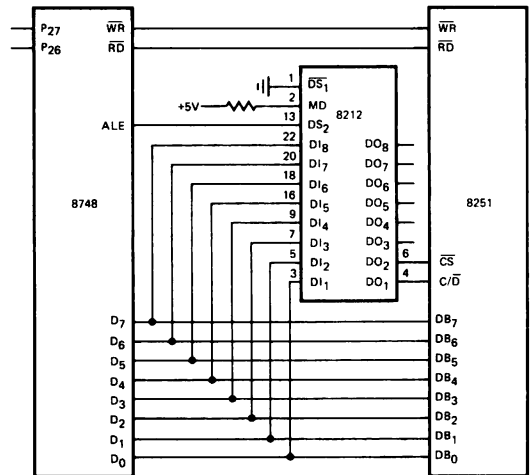 P27
P26
WR
RD
ALE
8748
D7
D6
D5
D4
D3
D2
D1
D0
+5V
1
2
13
22
20
18
16
9
7
5
3
DS1
MD
DS2
DI8
DI7
DI6
DI5
DI4
DI3
DI2
DI1
8212
DO8
DO7
DO6
DO5
DO4
DO3
DO2
DO1
6
4
WR
RD
8251
CS
C/D
DB7
DB6
DB5
DB4
DB3
DB2
DB1
DB0